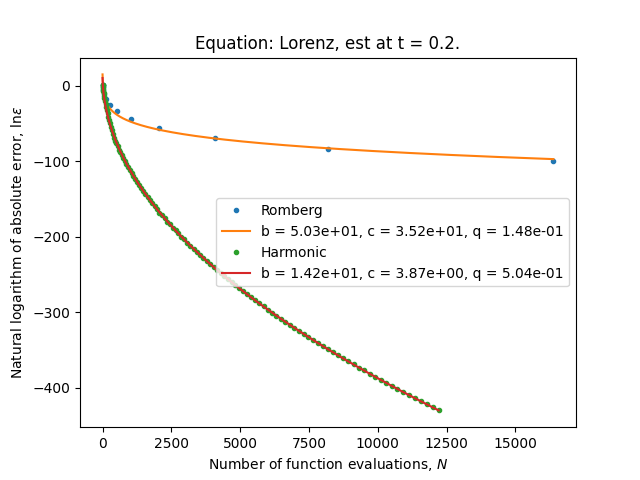 Equation: Lorenz, est at t = 0.2.
Natural logarithm of absolute error, lnε
0
−100
−200
−300
−400
Romberg
b = 5.03e+01, c = 3.52e+01, q = 1.48e-01
Harmonic
b = 1.42e+01, c = 3.87e+00, q = 5.04e-01
0 2500 5000 7500 10000 12500 15000
Number of function evaluations, N